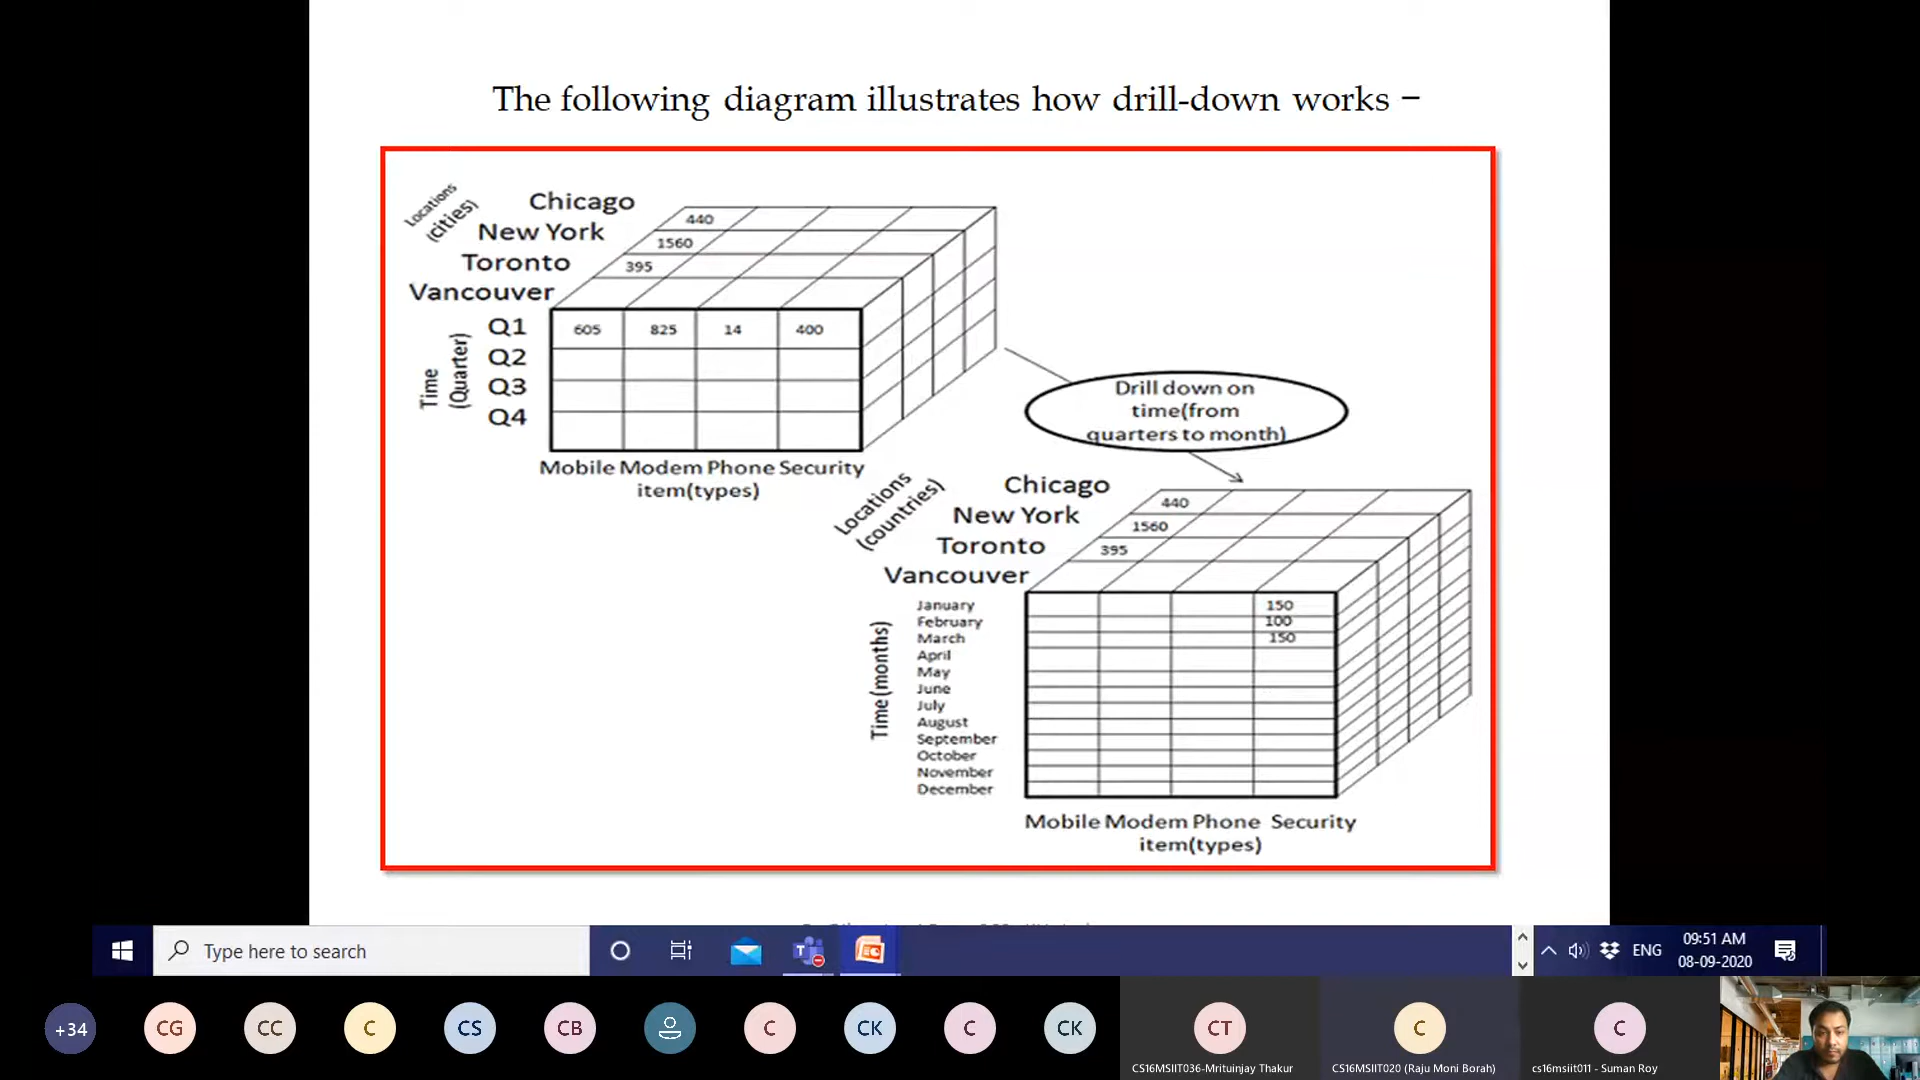 The following diagram illustrates how drill-down works –
Locations
(cities)
Chicago
New York
Toronto
Vancouver
440
1560
395
Time
(Quarter)
Q1
Q2
Q3
Q4
605 825 14 400
Mobile Modem Phone Security
item(types)
Drill down on
time(from
quarters to month)
Locations
(countries)
Chicago
New York
Toronto
Vancouver
440
1560
395
Time(months)
January
February
March
April
May
June
July
August
September
October
November
December
150
100
150
Mobile Modem Phone Security
item(types)
Type here to search
ENG
09:51 AM
08-09-2020
+34
CG
CC
C
CS
CB
C
CK
C
CK
CT
C
C
CS16MSIIT036-Mrituinjay Thakur
CS16MSIIT020 (Raju Moni Borah)
cs16msiit011 - Suman Roy